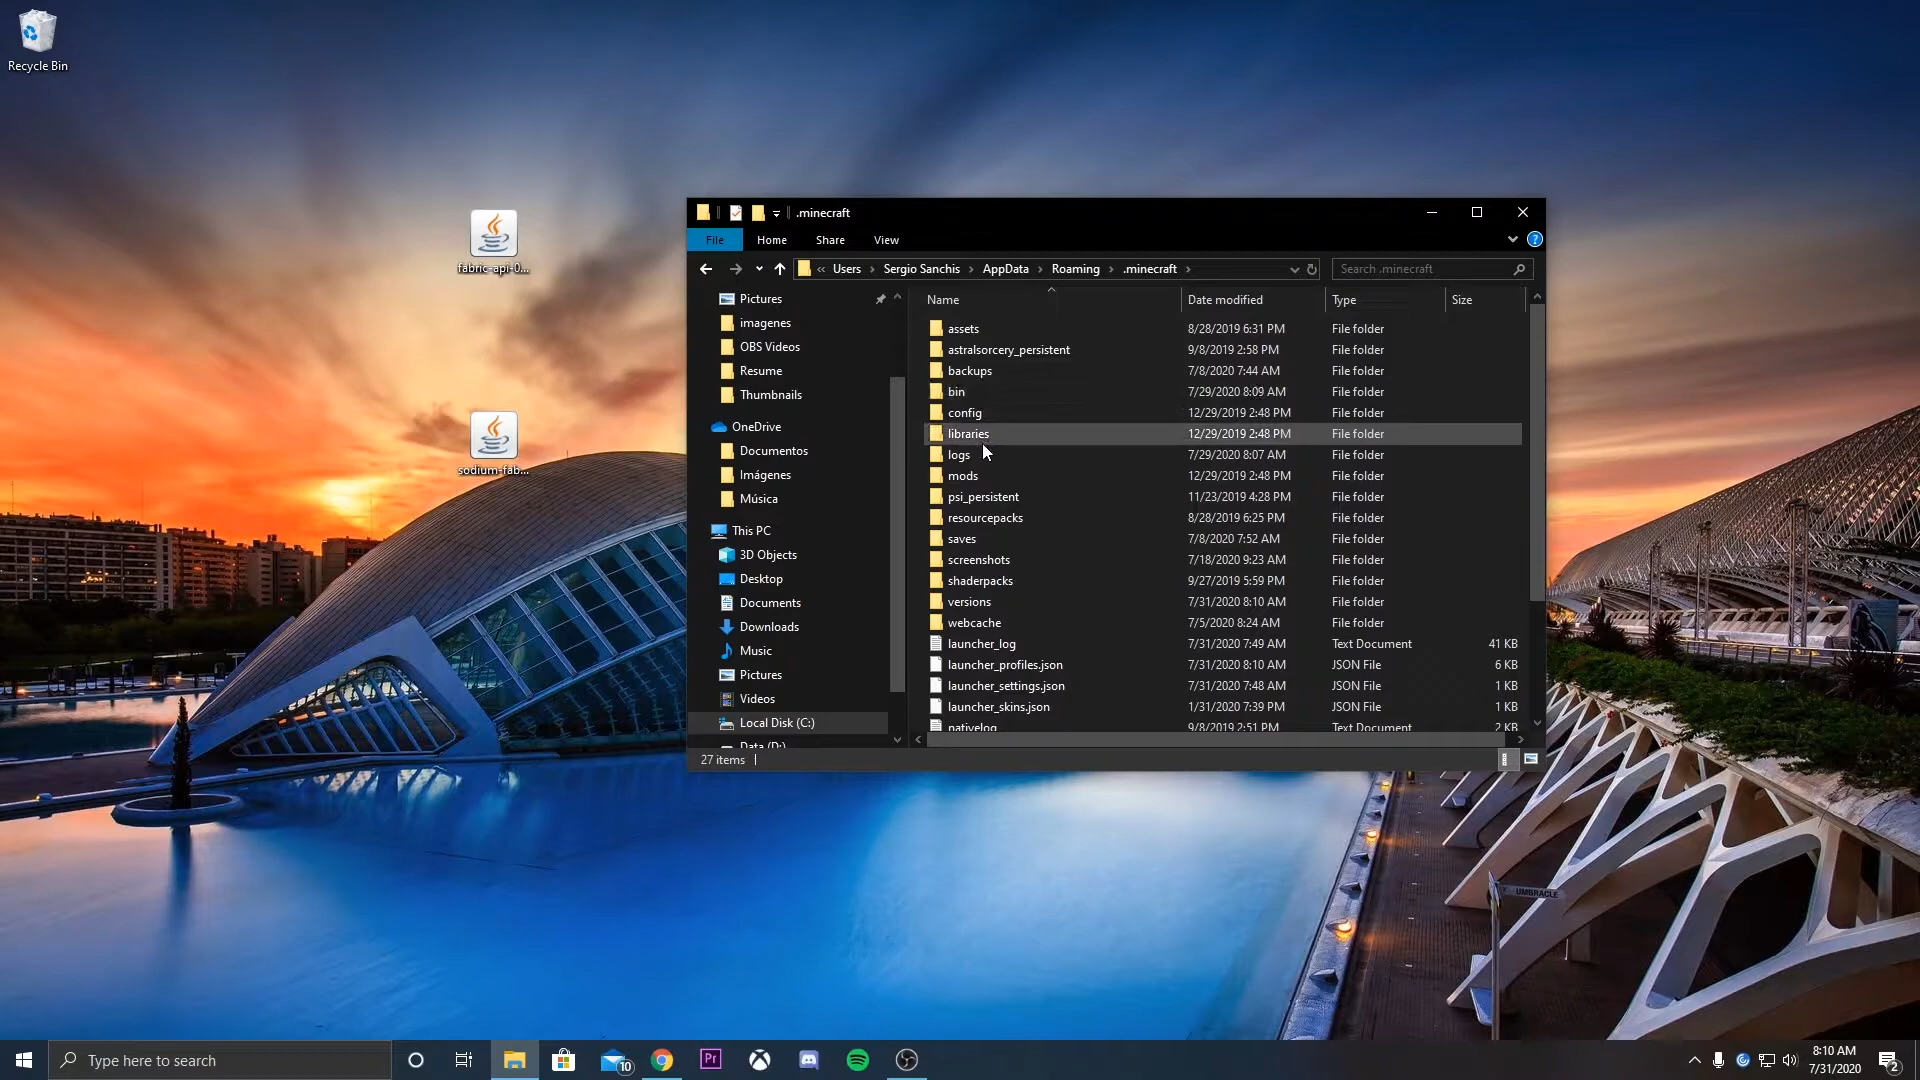 Recycle Bin
fabric-api-0...
sodium-fab...
.minecraft
File Home Share View
Users Sergio Sanchis AppData Roaming .minecraft
Search .minecraft
Pictures
imagenes
OBS Videos
Resume
Thumbnails
OneDrive
Documentos
Imágenes
Música
This PC
3D Objects
Desktop
Documents
Downloads
Music
Pictures
Videos
Local Disk (C:)
Data (D:)
Name Date modified Type Size
assets 8/28/2019 6:31 PM File folder
astralsorcery_persistent 9/8/2019 2:58 PM File folder
backups 7/8/2020 7:44 AM File folder
bin 7/29/2020 8:09 AM File folder
config 12/29/2019 2:48 PM File folder
libraries 12/29/2019 2:48 PM File folder
logs 7/29/2020 8:07 AM File folder
mods 12/29/2019 2:48 PM File folder
psi_persistent 11/23/2019 4:28 PM File folder
resourcepacks 8/28/2019 6:25 PM File folder
saves 7/8/2020 7:52 AM File folder
screenshots 7/18/2020 9:23 AM File folder
shaderpacks 9/27/2019 5:59 PM File folder
versions 7/31/2020 8:10 AM File folder
webcache 7/5/2020 8:24 AM File folder
launcher_log 7/31/2020 7:49 AM Text Document 41 KB
launcher_profiles.json 7/31/2020 8:10 AM JSON File 6 KB
launcher_settings.json 7/31/2020 7:48 AM JSON File 1 KB
launcher_skins.json 1/31/2020 7:39 PM JSON File 1 KB
nativelog 9/8/2019 2:51 PM Text Document 2 KB
27 items
UMBRACLE
Type here to search
10
Pr
8:10 AM
7/31/2020
2